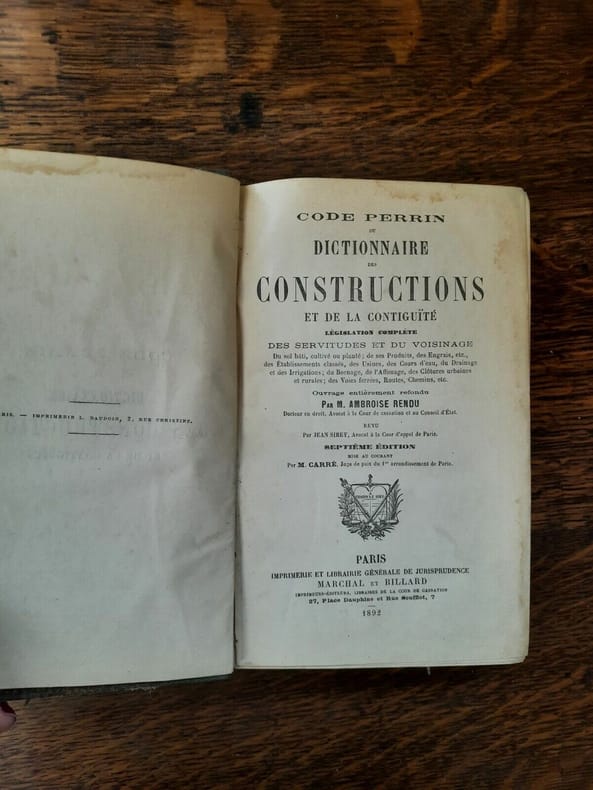 IS. — IMPRIMERIE L. BAUDOIN, 2, RUE CHRISTINE.
CODE PERRIN
OU
DICTIONNAIRE
DES
CONSTRUCTIONS
ET DE LA CONTIGUÏTÉ
LÉGISLATION COMPLÈTE
DES SERVITUDES ET DU VOISINAGE
Du sol bâti, cultivé ou planté; de ses Produits, des Engrais, etc.,
des Établissements classés, des Usines, des Cours d'eau, du Drainage
et des Irrigations; du Bornage, de l'Affouage, des Clôtures urbaines
et rurales; des Voies ferrées, Routes, Chemins, etc.
Ouvrage entièrement refondu
PAR M. AMBROISE RENDU
Docteur en droit, Avocat à la Cour de cassation et au Conseil d'État.
REVU
Par JEAN SIREY, Avocat à la Cour d'appel de Paris.
SEPTIÈME ÉDITION
MISE AU COURANT
Par M. CARRÉ, Juge de paix du 1er arrondissement de Paris.
PARIS
IMPRIMERIE ET LIBRAIRIE GÉNÉRALE DE JURISPRUDENCE
MARCHAL ET BILLARD
IMPRIMEURS-ÉDITEURS, LIBRAIRES DE LA COUR DE CASSATION
27, Place Dauphine et Rue Soufflot, 7
1892